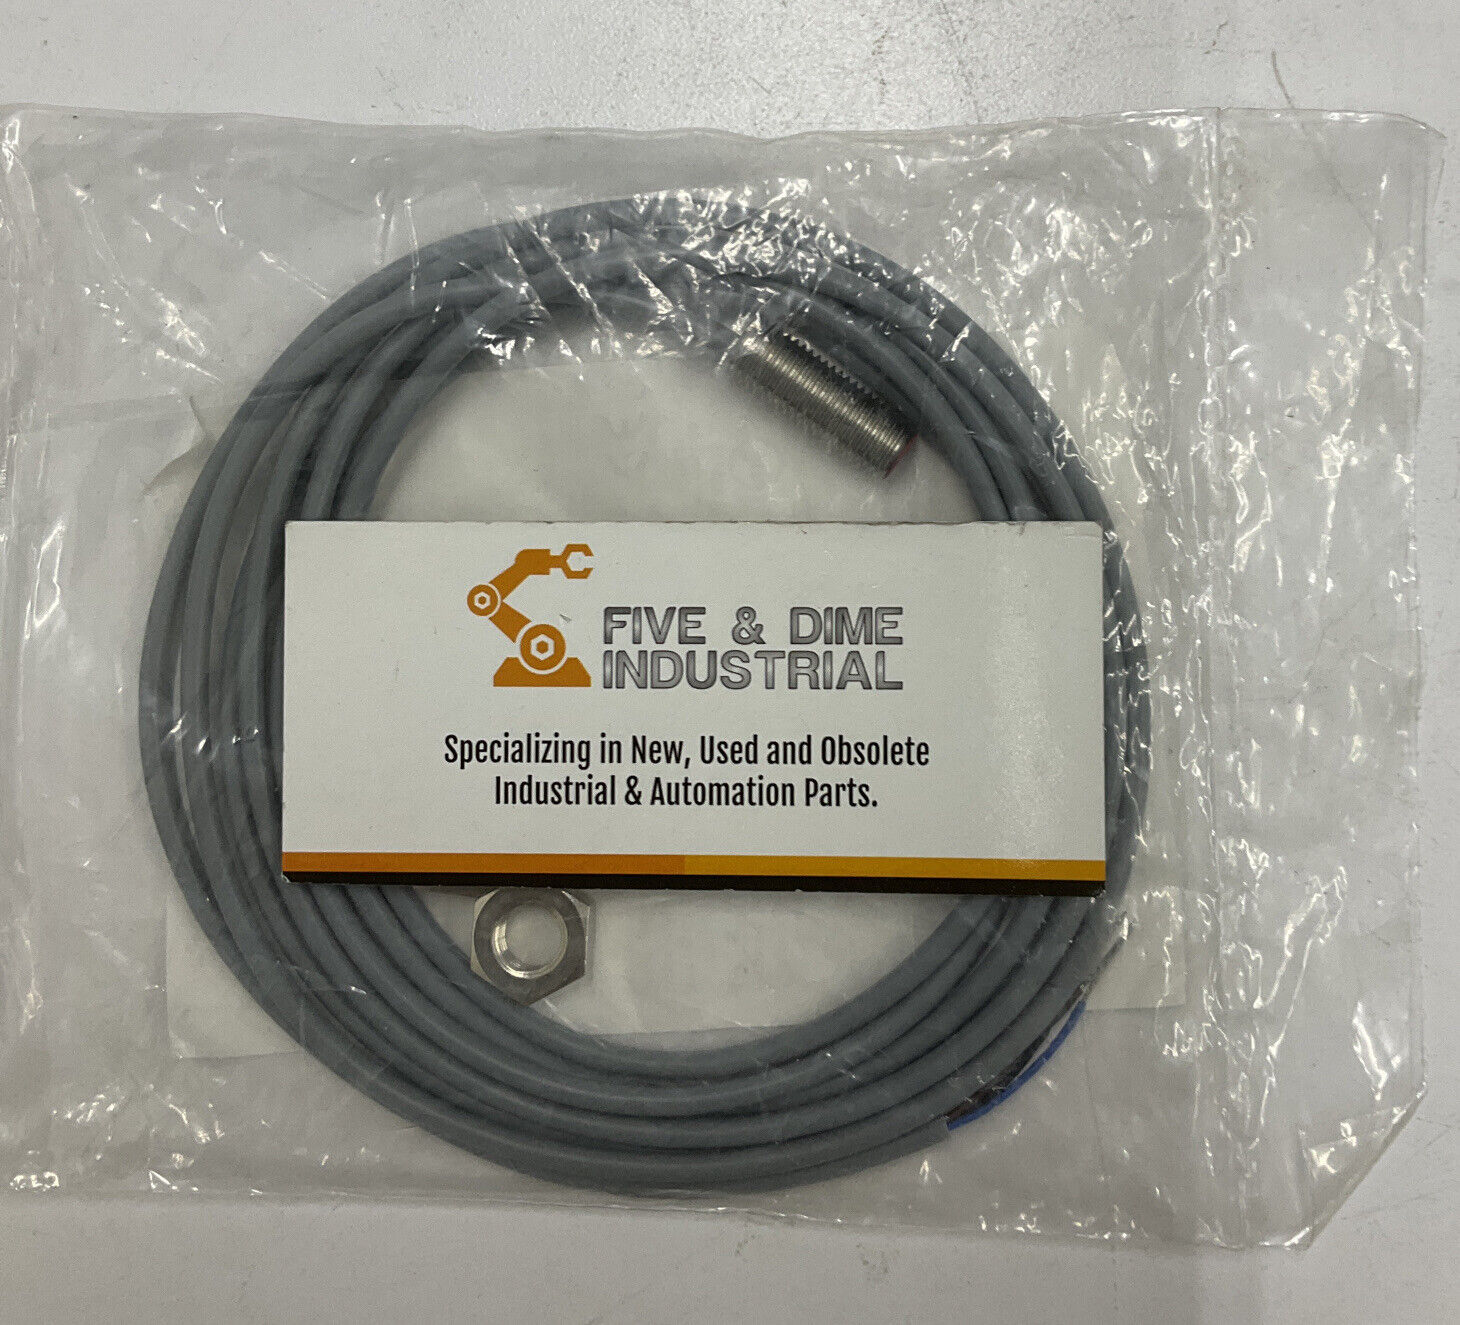 FIVE & DIME
INDUSTRIAL
Specializing in New, Used and Obsolete
Industrial & Automation Parts.